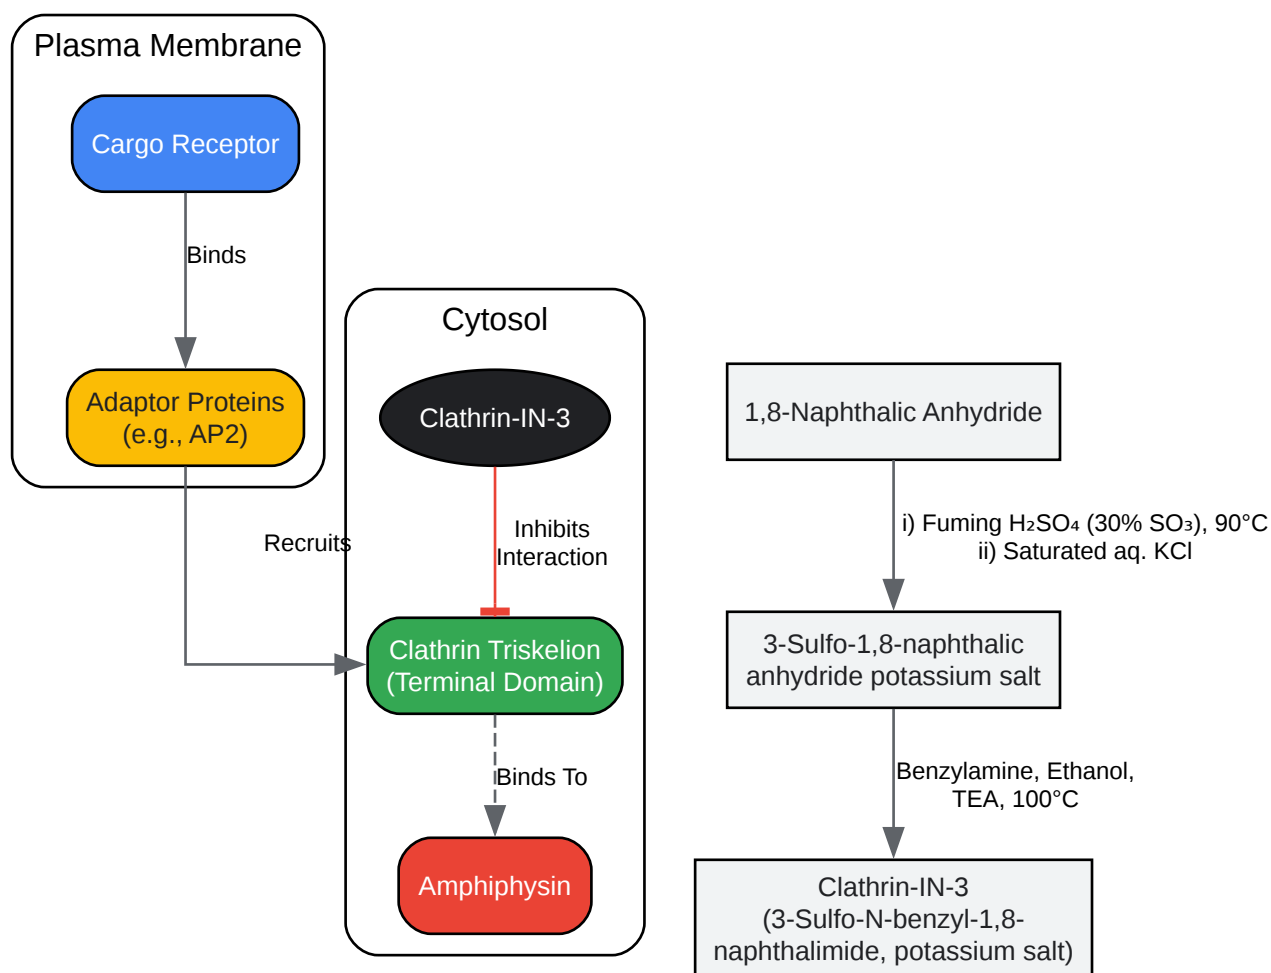 Plasma Membrane
Cargo Receptor
Binds
Adaptor Proteins
(e.g., AP2)
Recruits
Cytosol
Clathrin-IN-3
Inhibits
Interaction
Clathrin Triskelion
(Terminal Domain)
Binds To
Amphiphysin
1,8-Naphthalic Anhydride
i) Fuming H₂SO₄ (30% SO₃), 90°C
ii) Saturated aq. KCl
3-Sulfo-1,8-naphthalic
anhydride potassium salt
Benzylamine, Ethanol,
TEA, 100°C
Clathrin-IN-3
(3-Sulfo-N-benzyl-1,8-
naphthalimide, potassium salt)